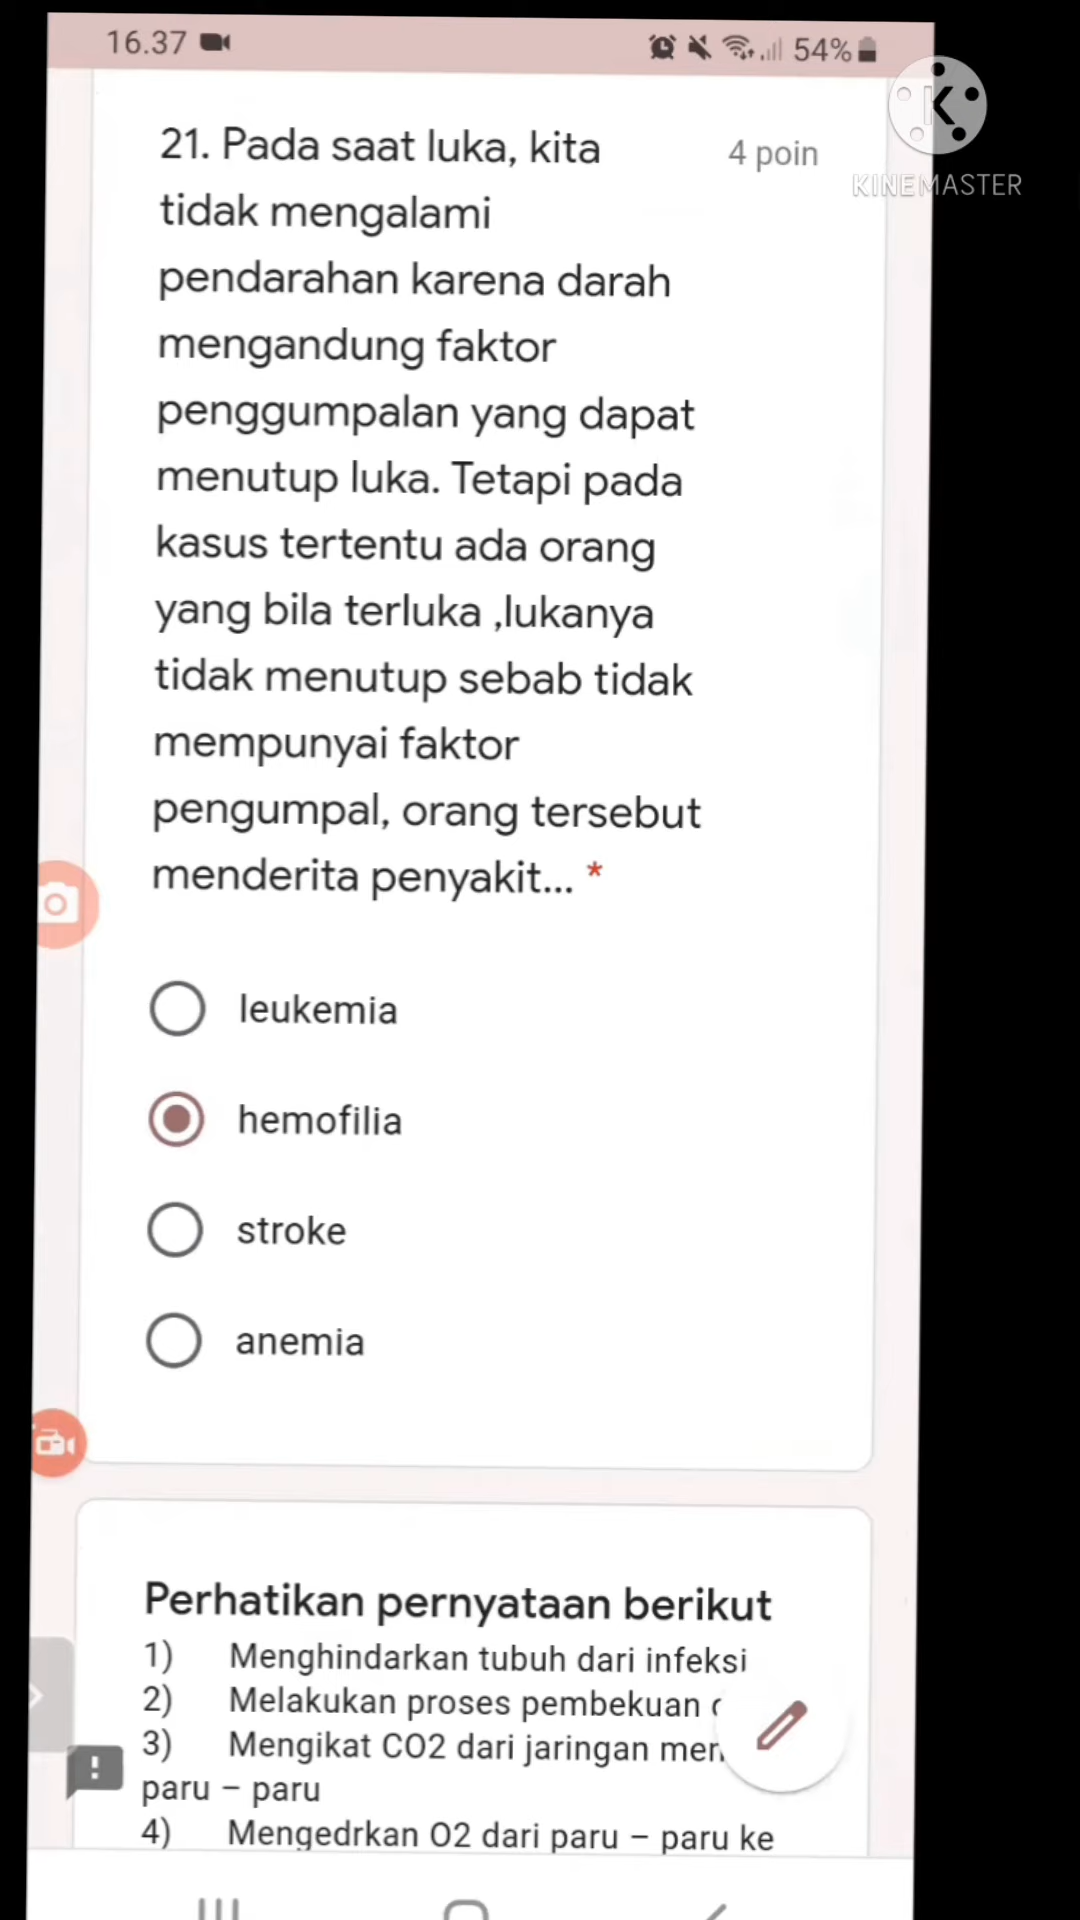 16.37
54%
KINEMASTER
21. Pada saat luka, kita
4 poin
tidak mengalami
pendarahan karena darah
mengandung faktor
penggumpalan yang dapat
menutup luka. Tetapi pada
kasus tertentu ada orang
yang bila terluka ,lukanya
tidak menutup sebab tidak
mempunyai faktor
pengumpal, orang tersebut
menderita penyakit... *
leukemia
hemofilia
stroke
anemia
Perhatikan pernyataan berikut
1) Menghindarkan tubuh dari infeksi
2) Melakukan proses pembekuan
3) Mengikat CO2 dari jaringan
paru – paru
4) Mengedrkan O2 dari paru – paru ke